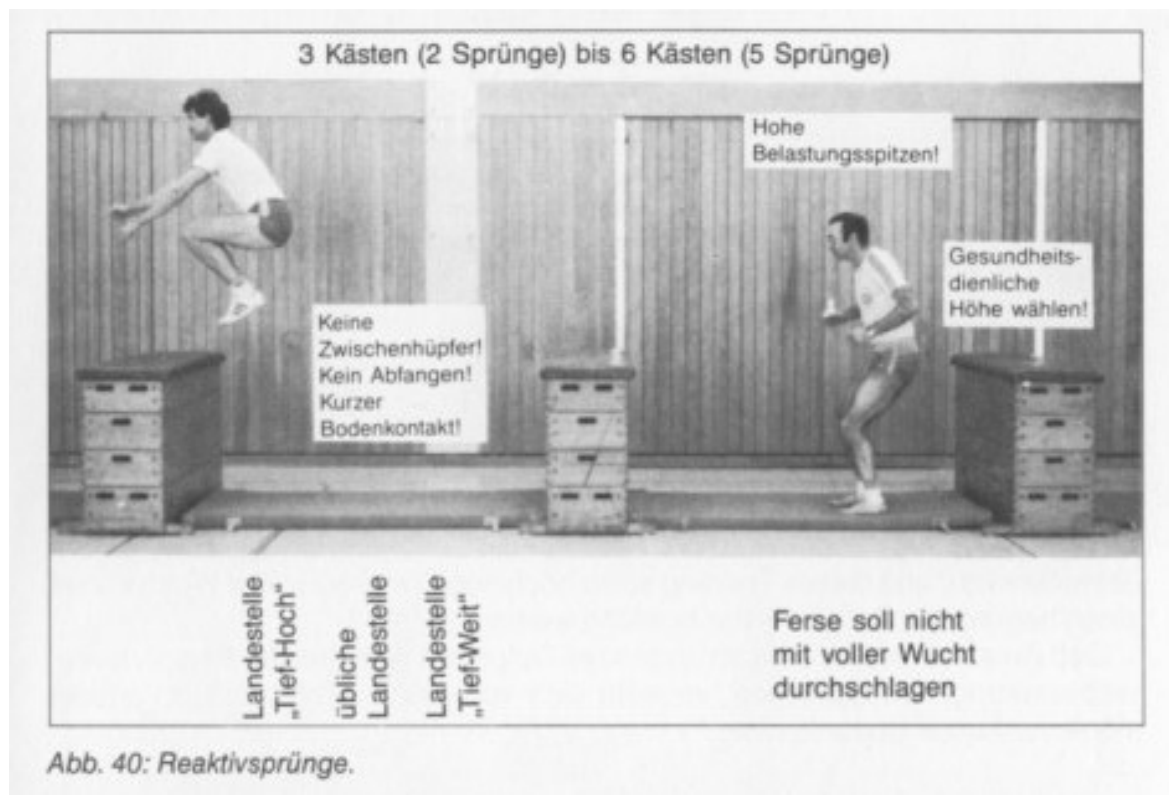 3 Kästen (2 Sprünge) bis 6 Kästen (5 Sprünge)
Hohe
Belastungsspitzen!
Gesundheits-
dienliche
Höhe wählen!
Keine
Zwischenhüpfer!
Kein Abfangen!
Kurzer
Bodenkontakt!
Landestelle
„Tief-Hoch“
übliche
Landestelle
Landestelle
„Tief-Weit“
Ferse soll nicht
mit voller Wucht
durchschlagen
Abb. 40: Reaktivsprünge.